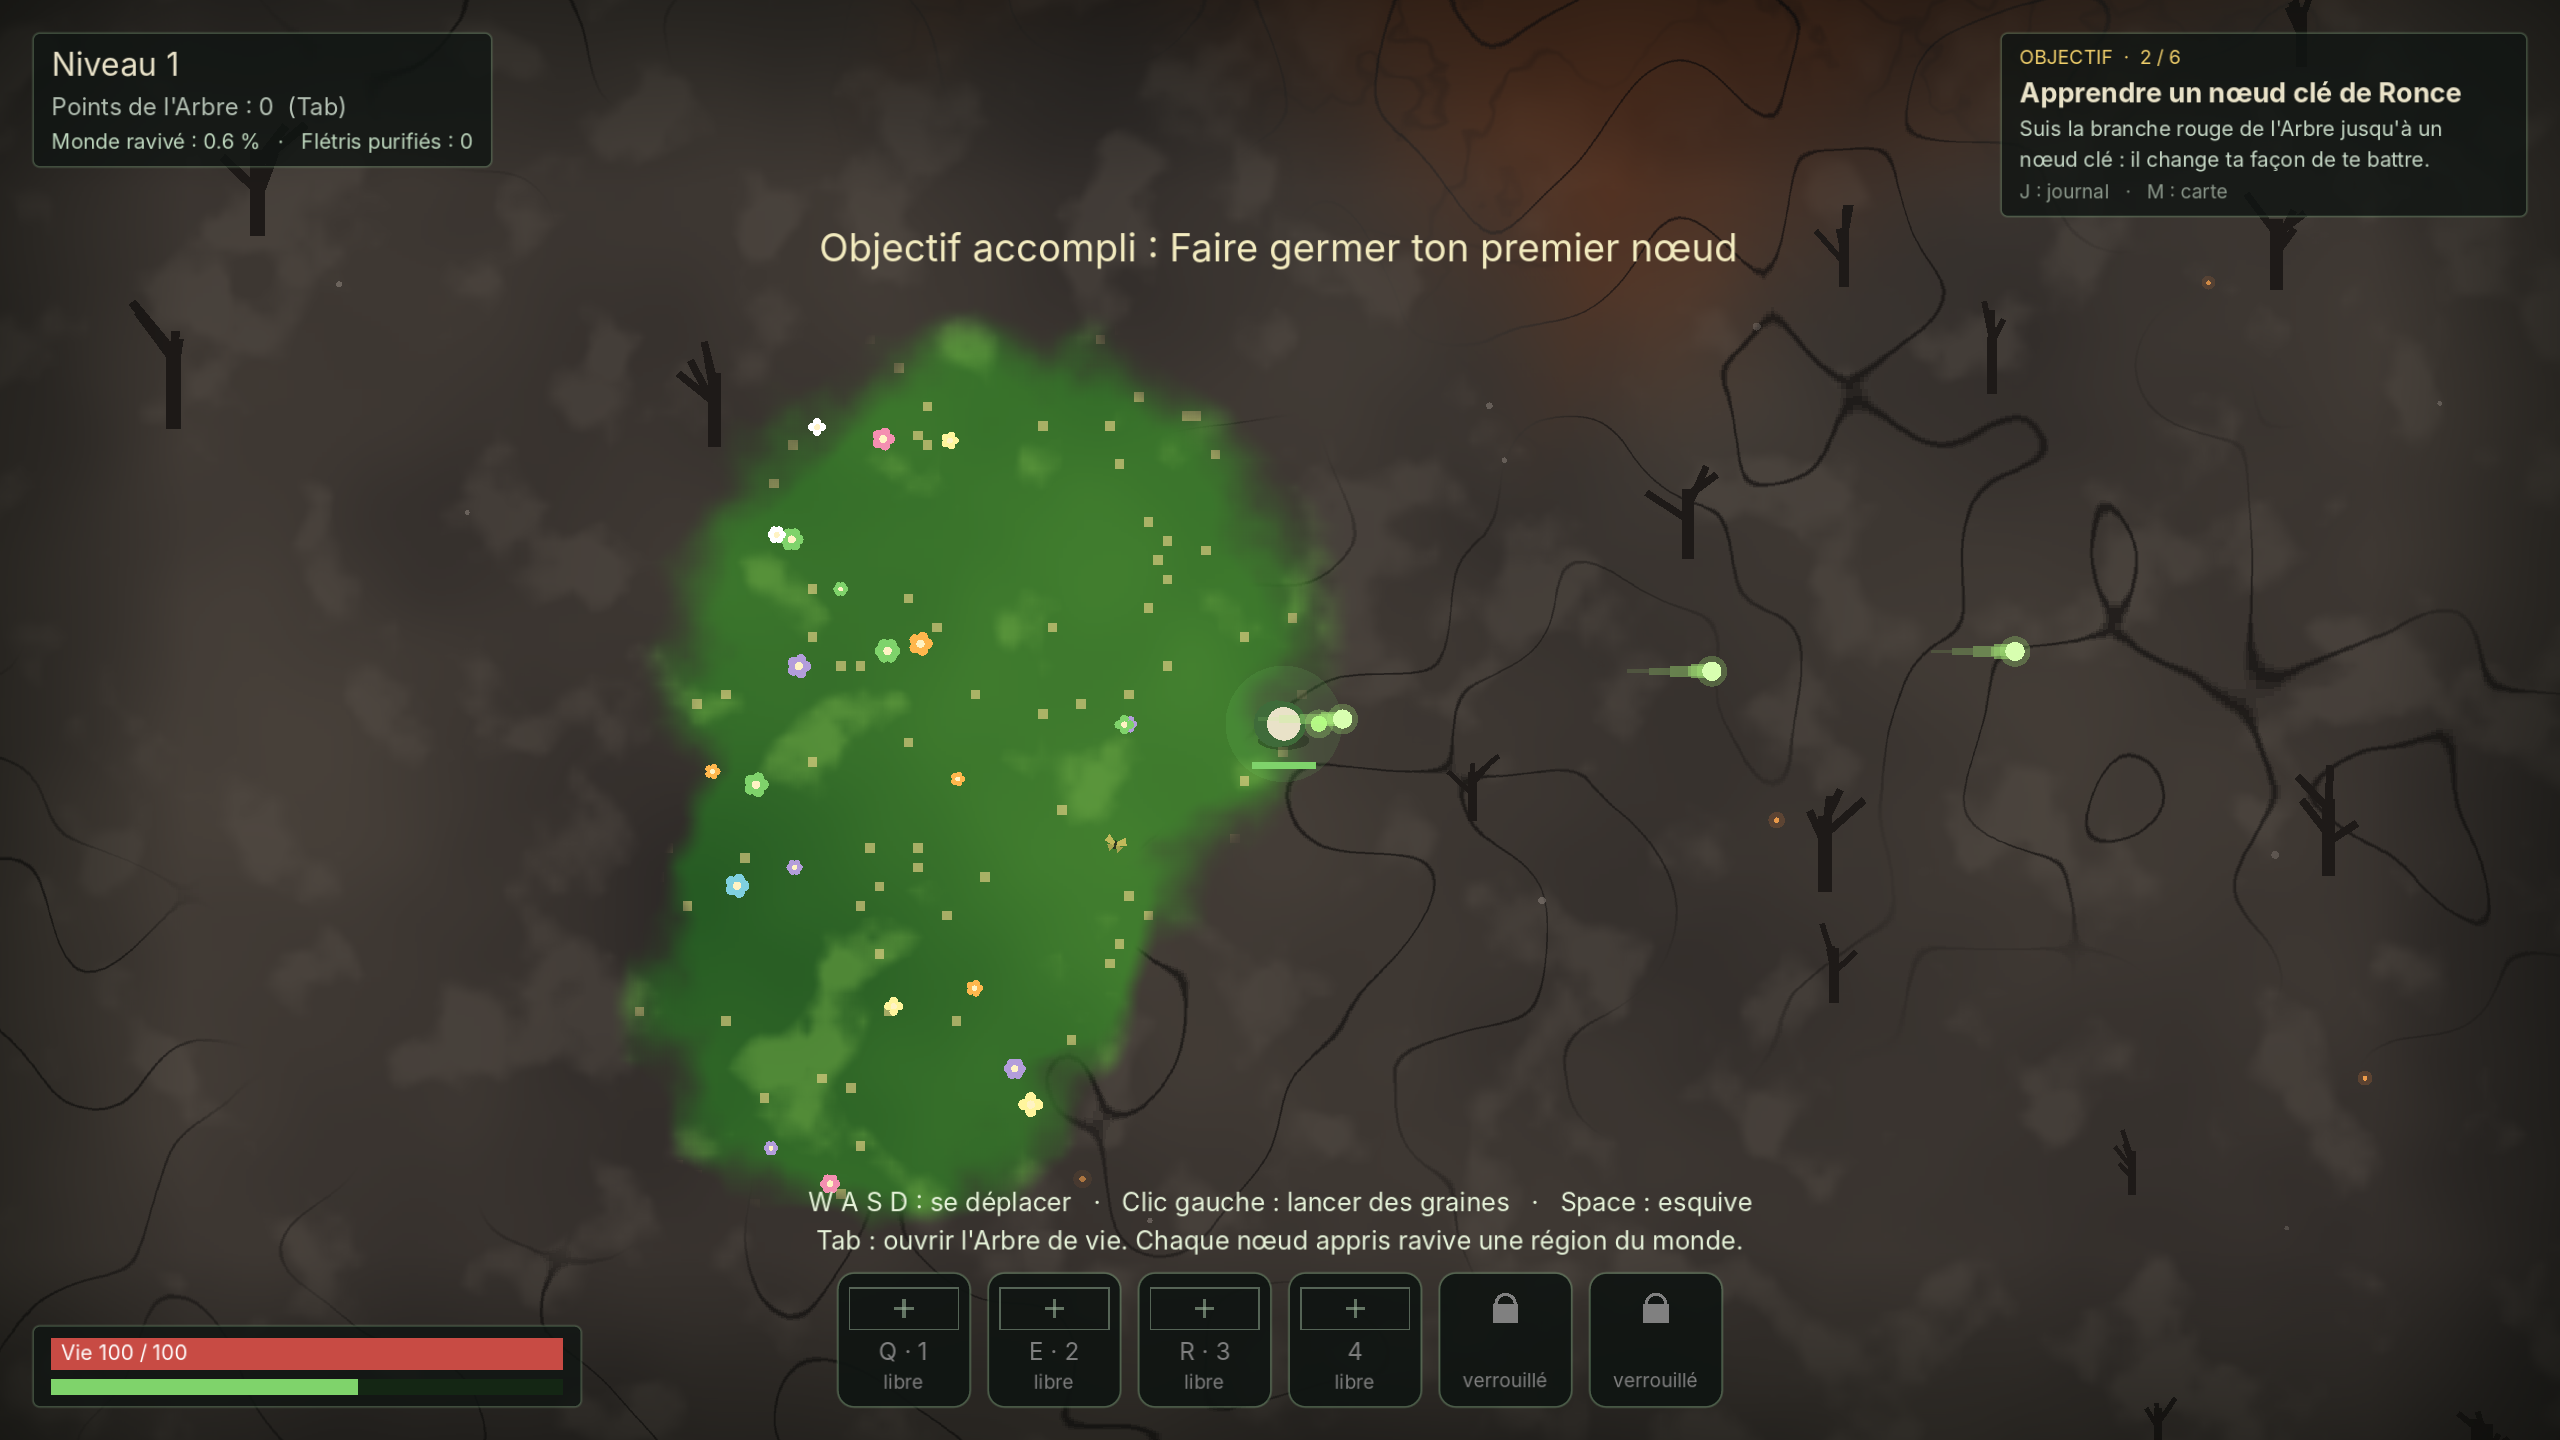 Niveau 1
Points de l'Arbre : 0 (Tab)
Monde ravivé : 0.6 % · Flétris purifiés : 0
OBJECTIF · 2 / 6
Apprendre un nœud clé de Ronce
Suis la branche rouge de l'Arbre jusqu'à un
nœud clé : il change ta façon de te battre.
J : journal · M : carte
Objectif accompli : Faire germer ton premier nœud
W A S D : se déplacer · Clic gauche : lancer des graines · Space : esquive
Tab : ouvrir l'Arbre de vie. Chaque nœud appris ravive une région du monde.
Vie 100 / 100
Q · 1
libre
E · 2
libre
R · 3
libre
4
libre
verrouillé
verrouillé